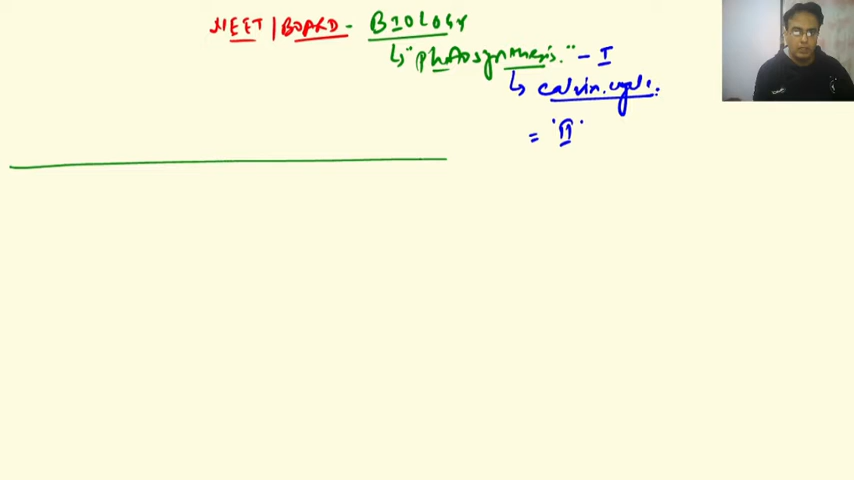 NEET | BOARD - BIOLOGY
↳ "photosynthesis." - I
↳ calvin.cycle.
= 'II'